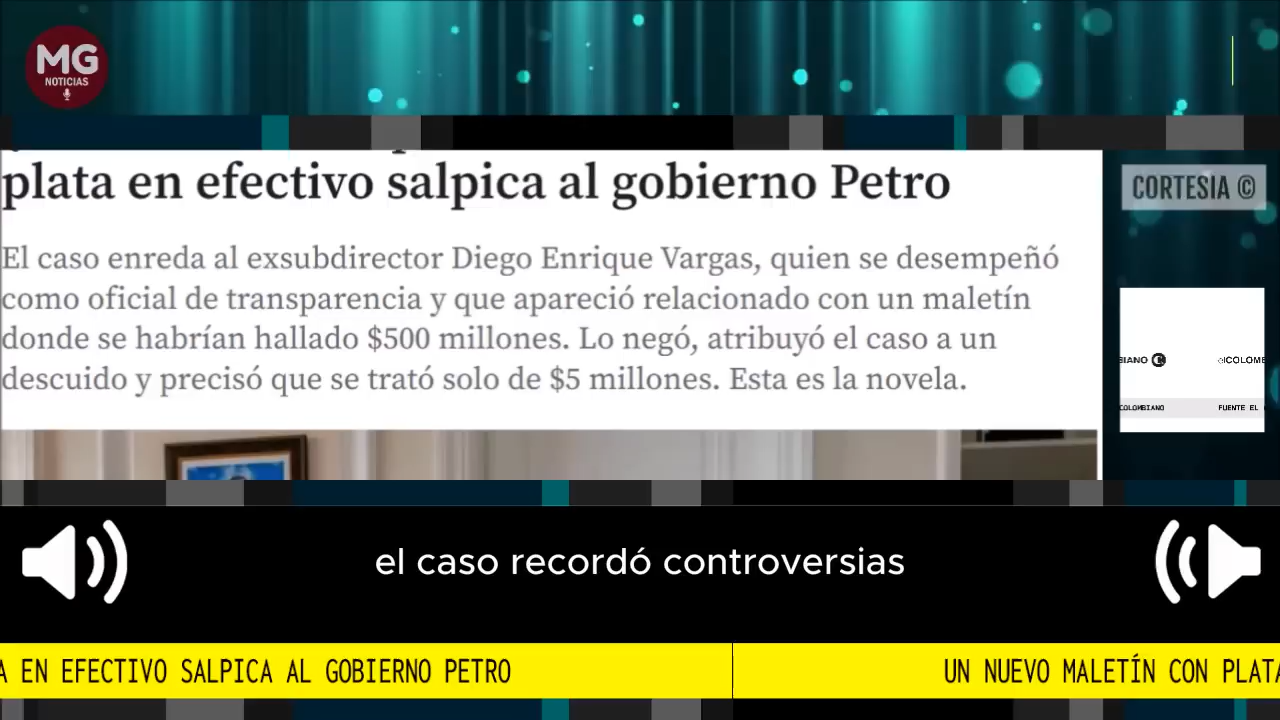 MG
NOTICIAS
plata en efectivo salpica al gobierno Petro
CORTESIA ©
El caso enreda al exsubdirector Diego Enrique Vargas, quien se desempeñó
como oficial de transparencia y que apareció relacionado con un maletín
donde se habrían hallado $500 millones. Lo negó, atribuyó el caso a un
descuido y precisó que se trató solo de $5 millones. Esta es la novela.
COLOMBIANO FUENTE EL
el caso recordó controversias
EN EFECTIVO SALPICA AL GOBIERNO PETRO UN NUEVO MALETÍN CON PLATA